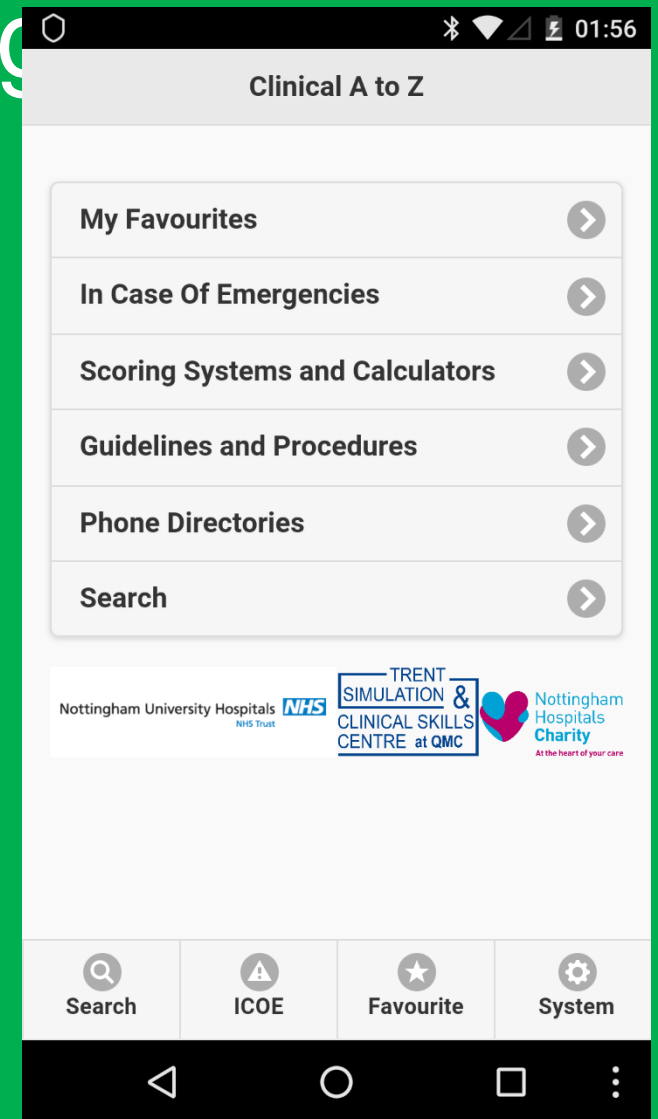 g
01:56
Clinical A to Z
My Favourites
In Case Of Emergencies
Scoring Systems and Calculators
Guidelines and Procedures
Phone Directories
Search
Nottingham University Hospitals NHS
NHS Trust
TRENT
SIMULATION &
CLINICAL SKILLS
CENTRE at QMC
Nottingham
Hospitals
Charity
At the heart of your care
Search ICOE Favourite System